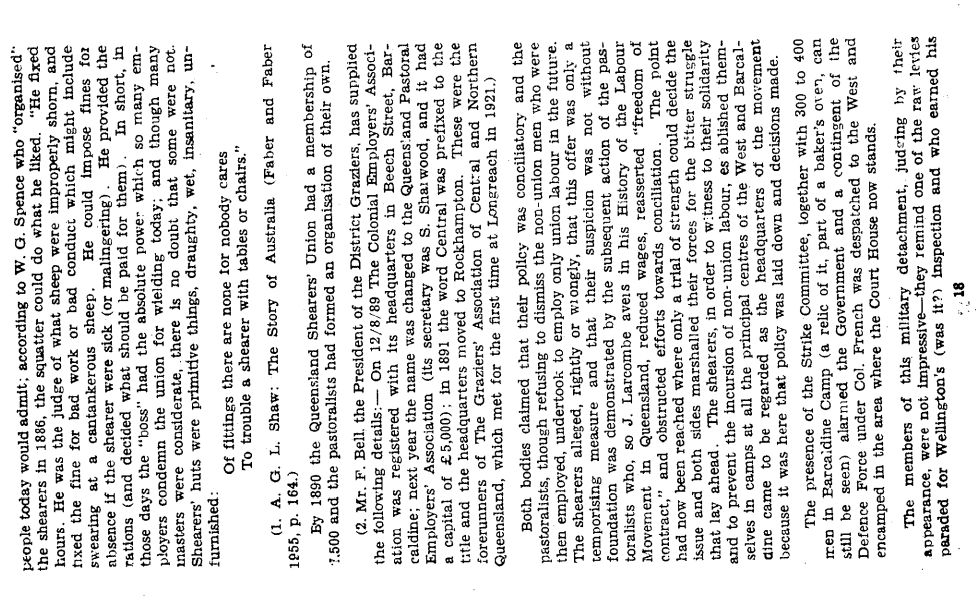 people today would admit; according to W. G. Spence who "organised"
the shearers in 1886, the squatter could do what he liked. "He fixed
hours. He was the judge of what sheep were improperly shorn, and
fixed the fine for bad work or bad conduct which might include
swearing at a cantankerous sheep. He could impose fines for
absence if the shearer were sick (or malingering). He provided the
rations (and decided what should be paid for them). In short, in
those days the "boss" had the absolute power which so many em-
ployers condemn the union for wielding today; and though many
masters were considerate, there is no doubt that some were not.
Shearers' huts were primitive things, draughty, wet, insanitary, un-
furnished:
Of fittings there are none for nobody cares
To trouble a shearer with tables or chairs."
(1. A. G. L. Shaw: The Story of Australia (Faber and Faber
1955, p. 164.)
By 1890 the Queensland Shearers' Union had a membership of
?,500 and the pastoralists had formed an organisation of their own.
(2. Mr. F. Bell, the President of the District Graziers, has supplied
the following details:— On 12/8/89 The Colonial Employers' Associ-
ation was registered with its headquarters in Beech Street, Bar-
caldine; next year the name was changed to the Queens'and Pastoral
Employers' Association (its secretary was S. Sharwood, and it had
a capital of £5,000); in 1891 the word Central was prefixed to the
title and the headquarters moved to Rockhampton. These were the
forerunners of The Graziers' Association of Central and Northern
Queensland, which met for the first time at Longreach in 1921.)
Both bodies claimed that their policy was conciliatory and the
pastoralists, though refusing to dismiss the non-union men who were
then employed, undertook to employ only union labour in the future.
The shearers alleged, rightly or wrongly, that this offer was only a
temporising measure and that their suspicion was not without
foundation was demonstrated by the subsequent action of the pas-
toralists who, so J. Larcombe avers in his History of the Labour
Movement in Queensland, reduced wages, reasserted "freedom of
contract," and obstructed efforts towards conciliation. The point
had now been reached where only a trial of strength could decide the
issue and both sides marshalled their forces for the bitter struggle
that lay ahead. The shearers, in order to witness to their solidarity
and to prevent the incursion of non-union labour, es ablished them-
selves in camps at all the principal centres of the West and Barcal-
dine came to be regarded as the headquarters of the movement
because it was here that policy was laid down and decisions made.
The presence of the Strike Committee, together with 300 to 400
men in Barcaldine Camp (a relic of it, part of a baker's oven, can
still be seen) alarmed the Government and a contingent of the
Defence Force under Col. French was despatched to the West and
encamped in the area where the Court House now stands.
The members of this military detachment, judging by their
appearance, were not impressive—they remind one of the raw levies
paraded for Wellington's (was it?) inspection and who earned his
18